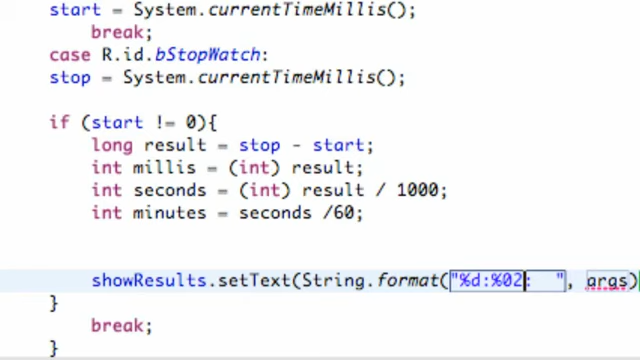 start = System.currentTimeMillis();
break;
case R.id.bStopWatch:
stop = System.currentTimeMillis();
if (start != 0){
long result = stop - start;
int millis = (int) result;
int seconds = (int) result / 1000;
int minutes = seconds /60;
showResults.setText(String.format("%d:%02:  ", args)
}
break;
}